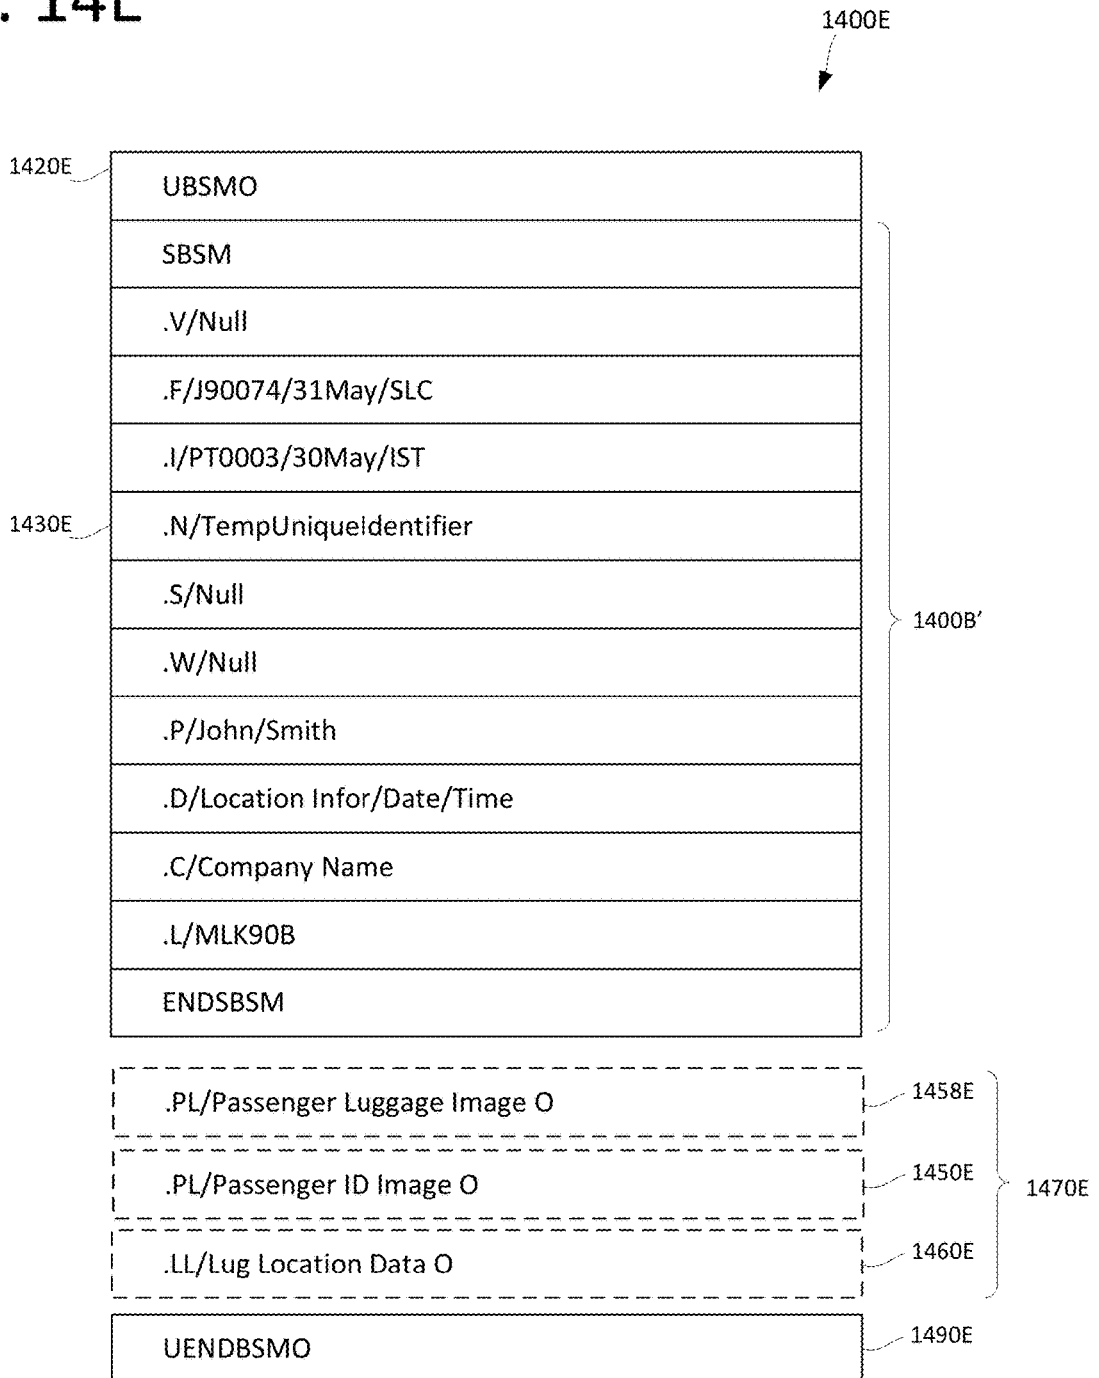 . 14E
1400E
1420E
UBSMO
SBSM
.V/Null
.F/J90074/31May/SLC
.I/PT0003/30May/IST
1430E
.N/TempUniqueIdentifier
.S/Null
1400B’
.W/Null
.P/John/Smith
.D/Location Infor/Date/Time
.C/Company Name
.L/MLK90B
ENDSBSM
.PL/Passenger Luggage Image O
1458E
.PL/Passenger ID Image O
1450E
1470E
.LL/Lug Location Data O
1460E
UENDBSMO
1490E